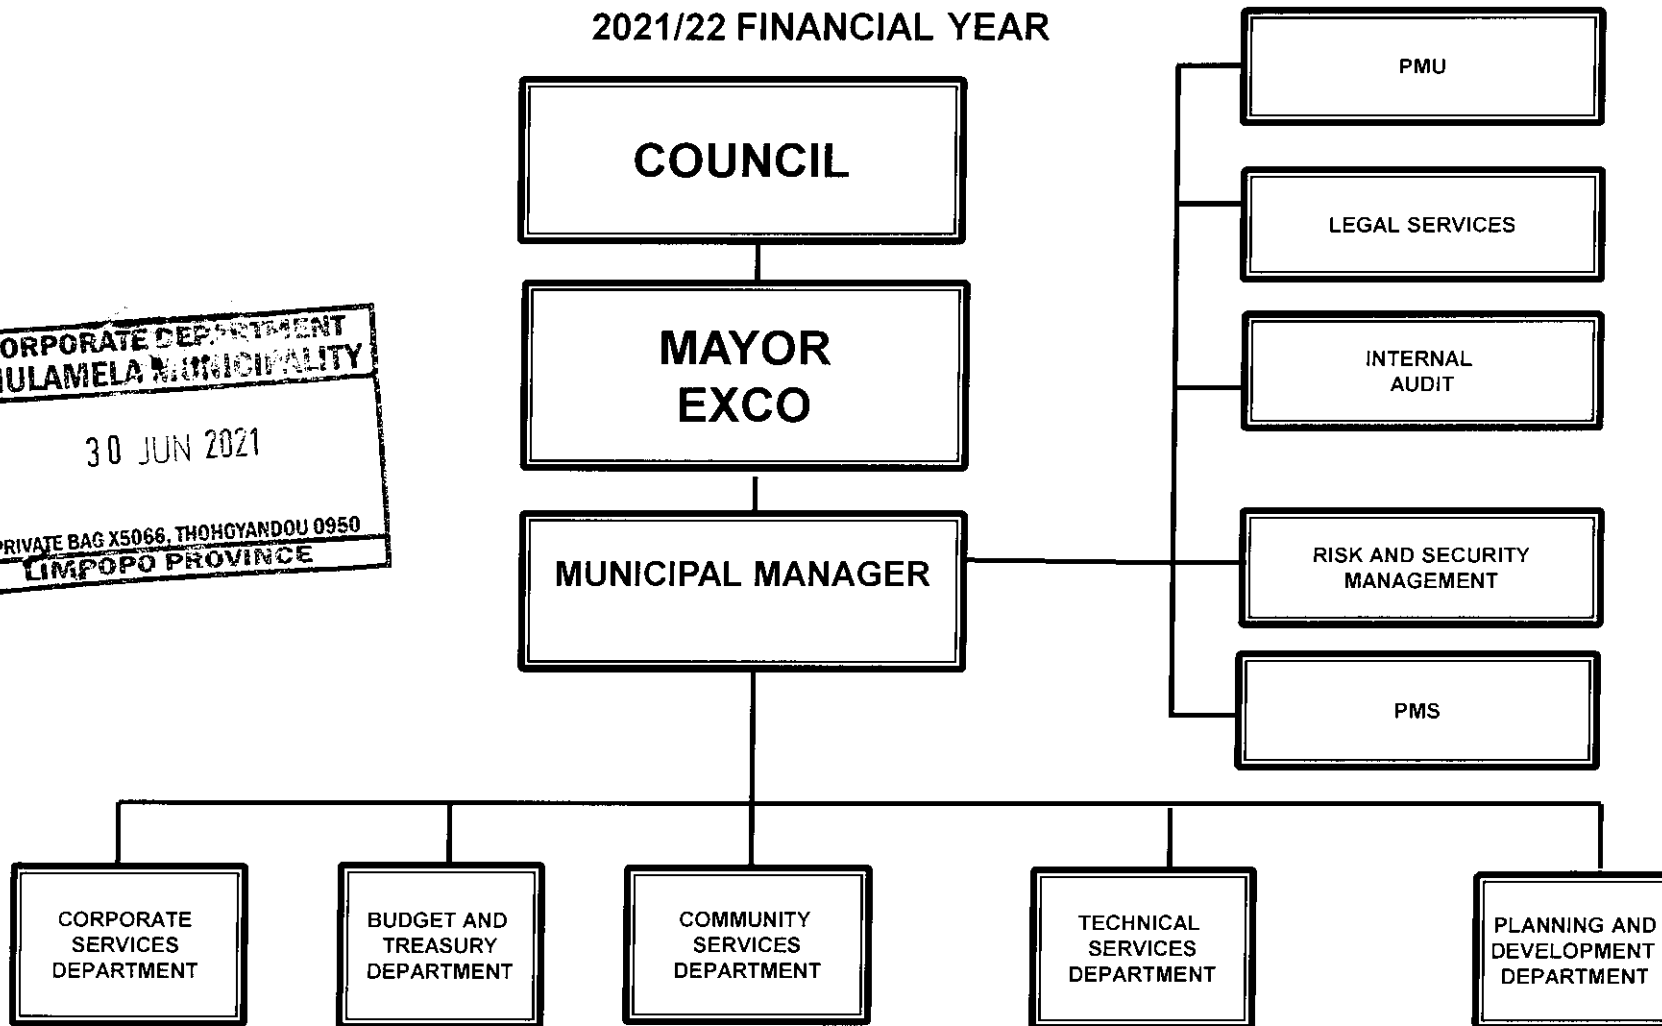 2021/22 FINANCIAL YEAR
COUNCIL
MAYOR
EXCO
MUNICIPAL MANAGER
PMU
LEGAL SERVICES
INTERNAL
AUDIT
RISK AND SECURITY
MANAGEMENT
PMS
ORPORATE DEPARTMENT
HULAMELA MUNICIPALITY
30 JUN 2021
PRIVATE BAG X5066, THOHOYANDOU 0950
LIMPOPO PROVINCE
CORPORATE
SERVICES
DEPARTMENT
BUDGET AND
TREASURY
DEPARTMENT
COMMUNITY
SERVICES
DEPARTMENT
TECHNICAL
SERVICES
DEPARTMENT
PLANNING AND
DEVELOPMENT
DEPARTMENT